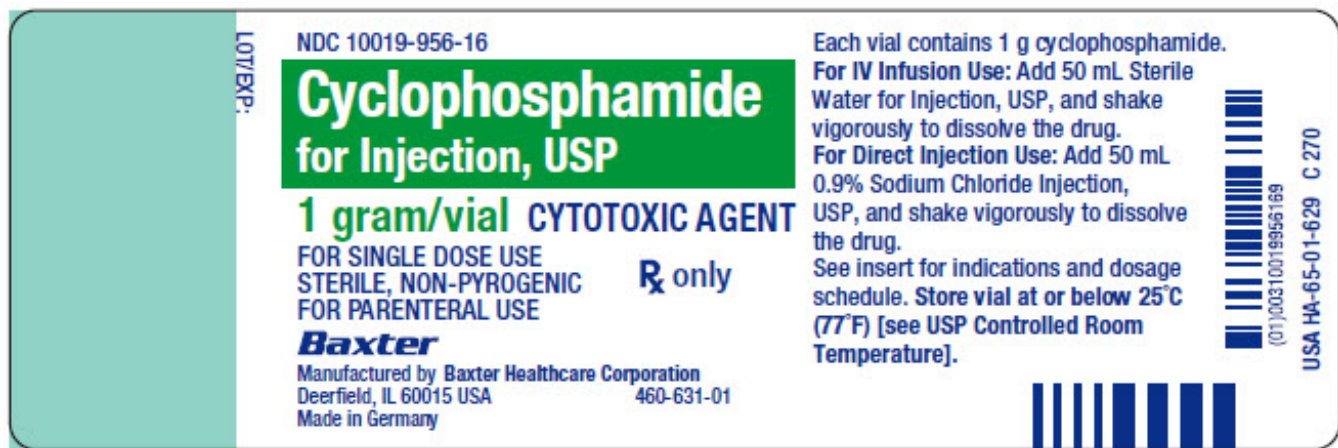 LOT/EXP:
NDC 10019-956-16
Cyclophosphamide
for Injection, USP
1 gram/vial CYTOTOXIC AGENT
FOR SINGLE DOSE USE
STERILE, NON-PYROGENIC
FOR PARENTERAL USE
Rx only
Baxter
Manufactured by Baxter Healthcare Corporation
Deerfield, IL 60015 USA 460-631-01
Made in Germany
Each vial contains 1 g cyclophosphamide.
For IV Infusion Use: Add 50 mL Sterile
Water for Injection, USP, and shake
vigorously to dissolve the drug.
For Direct Injection Use: Add 50 mL
0.9% Sodium Chloride Injection,
USP, and shake vigorously to dissolve
the drug.
See insert for indications and dosage
schedule. Store vial at or below 25°C
(77°F) [see USP Controlled Room
Temperature].
(01)00310019956169
USA HA-65-01-629 C 270